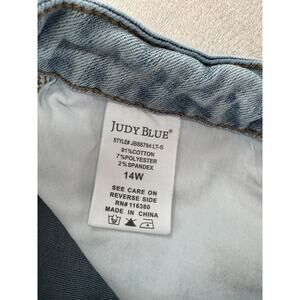 JUDY BLUE®
STYLE# JB88784 LT-S
91%COTTON
7%POLYESTER
2%SPANDEX
14W
SEE CARE ON
REVERSE SIDE
RN# 116380
MADE IN CHINA